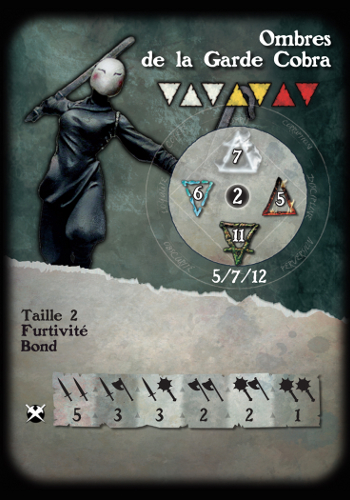 Ombres
de la Garde Cobra
7
6
2
5
11
5/7/12
Taille 2
Furtivité
Bond
5 3 3 2 2 1